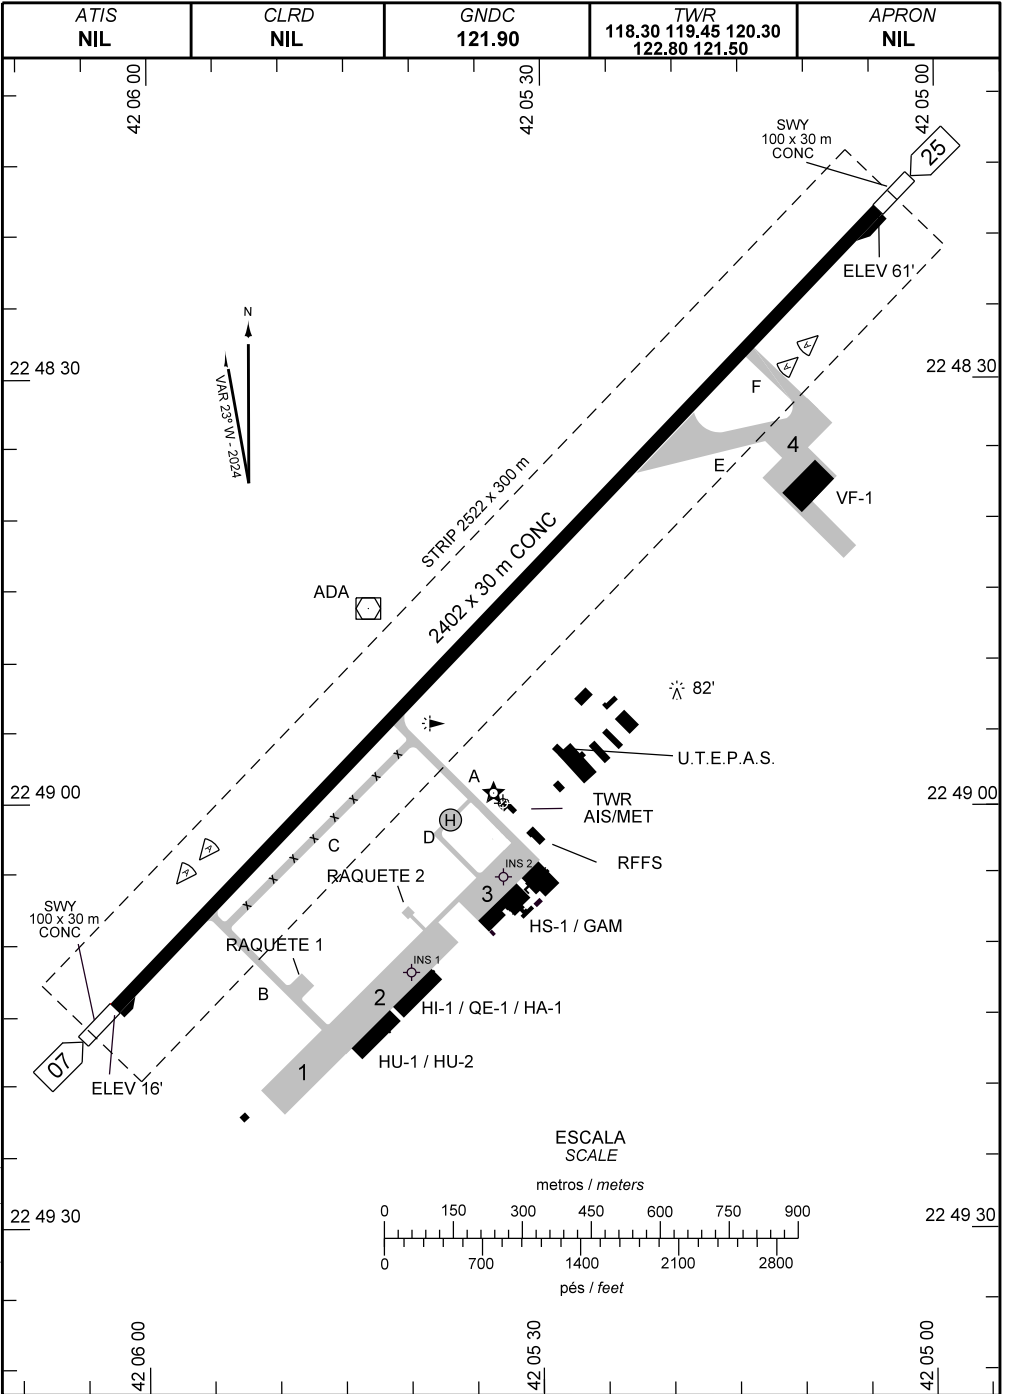 ATIS
NIL
CLRD
NIL
GNDC
121.90
TWR
118.30 119.45 120.30
122.80 121.50
APRON
NIL
42 06 00
42 05 30
42 05 00
SWY
100 x 30 m
CONC
25
ELEV 61'
N
VAR 23° W - 2024
22 48 30
22 48 30
F
4
E
VF-1
STRIP 2522 x 300 m
2402 x 30 m CONC
ADA
82'
U.T.E.P.A.S.
A
22 49 00
22 49 00
TWR
AIS/MET
H
D
C
RFFS
INS 2
RAQUETE 2
3
HS-1 / GAM
SWY
100 x 30 m
CONC
RAQUETE 1
INS 1
B
2
HI-1 / QE-1 / HA-1
07
ELEV 16'
1
HU-1 / HU-2
ESCALA
SCALE
metros / meters
0 150 300 450 600 750 900
0 700 1400 2100 2800
pés / feet
22 49 30
22 49 30
42 06 00
42 05 30
42 05 00